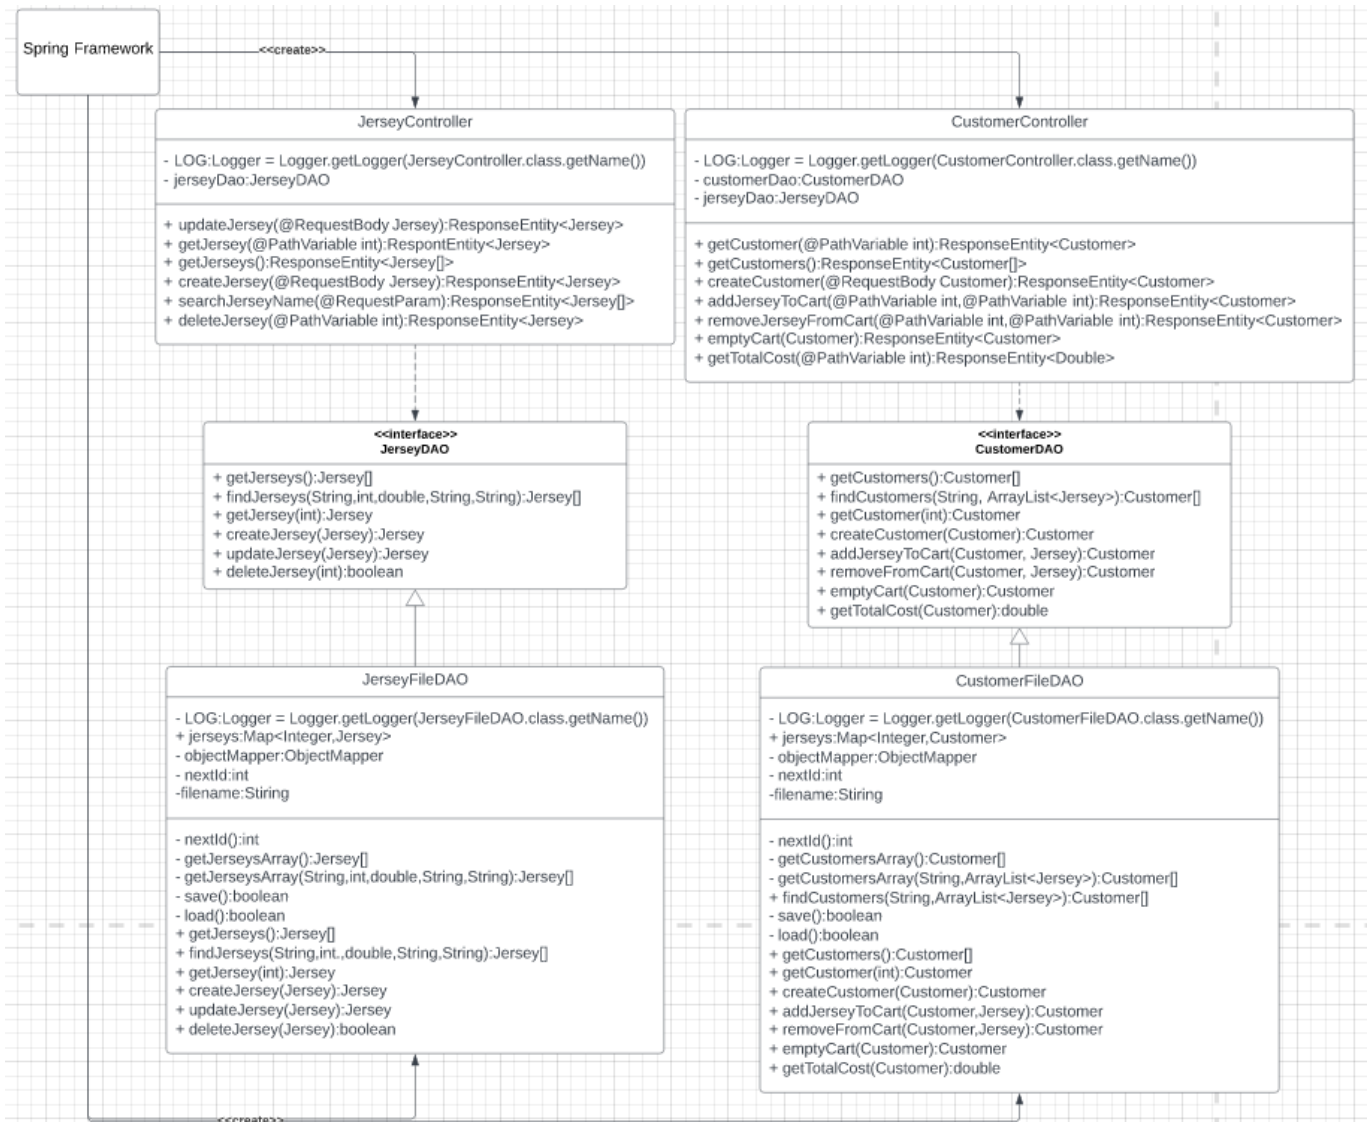 Spring Framework
<<create>>
JerseyController
- LOG:Logger = Logger.getLogger(JerseyController.class.getName())
- jerseyDao:JerseyDAO
+ updateJersey(@RequestBody Jersey):ResponseEntity<Jersey>
+ getJersey(@PathVariable int):RespontEntity<Jersey>
+ getJerseys():ResponseEntity<Jersey[]>
+ createJersey(@RequestBody Jersey):ResponseEntity<Jersey>
+ searchJerseyName(@RequestParam):ResponseEntity<Jersey[]>
+ deleteJersey(@PathVariable int):ResponseEntity<Jersey>
CustomerController
- LOG:Logger = Logger.getLogger(CustomerController.class.getName())
- customerDao:CustomerDAO
- jerseyDao:JerseyDAO
+ getCustomer(@PathVariable int):ResponseEntity<Customer>
+ getCustomers():ResponseEntity<Customer[]>
+ createCustomer(@RequestBody Customer):ResponseEntity<Customer>
+ addJerseyToCart(@PathVariable int,@PathVariable int):ResponseEntity<Customer>
+ removeJerseyFromCart(@PathVariable int,@PathVariable int):ResponseEntity<Customer>
+ emptyCart(Customer):ResponseEntity<Customer>
+ getTotalCost(@PathVariable int):ResponseEntity<Double>
<<interface>>
JerseyDAO
+ getJerseys():Jersey[]
+ findJerseys(String,int,double,String,String):Jersey[]
+ getJersey(int):Jersey
+ createJersey(Jersey):Jersey
+ updateJersey(Jersey):Jersey
+ deleteJersey(int):boolean
<<interface>>
CustomerDAO
+ getCustomers():Customer[]
+ findCustomers(String, ArrayList<Jersey>):Customer[]
+ getCustomer(int):Customer
+ createCustomer(Customer):Customer
+ addJerseyToCart(Customer, Jersey):Customer
+ removeFromCart(Customer, Jersey):Customer
+ emptyCart(Customer):Customer
+ getTotalCost(Customer):double
JerseyFileDAO
- LOG:Logger = Logger.getLogger(JerseyFileDAO.class.getName())
+ jerseys:Map<Integer,Jersey>
- objectMapper:ObjectMapper
- nextId:int
-filename:Stiring
- nextId():int
- getJerseysArray():Jersey[]
- getJerseysArray(String,int,double,String,String):Jersey[]
- save():boolean
- load():boolean
+ getJerseys():Jersey[]
+ findJerseys(String,int.,double,String,String):Jersey[]
+ getJersey(int):Jersey
+ createJersey(Jersey):Jersey
+ updateJersey(Jersey):Jersey
+ deleteJersey(Jersey):boolean
CustomerFileDAO
- LOG:Logger = Logger.getLogger(CustomerFileDAO.class.getName())
+ jerseys:Map<Integer,Customer>
- objectMapper:ObjectMapper
- nextId:int
-filename:Stiring
- nextId():int
- getCustomersArray():Customer[]
- getCustomersArray(String,ArrayList<Jersey>):Customer[]
+ findCustomers(String,ArrayList<Jersey>):Customer[]
- save():boolean
- load():boolean
+ getCustomers():Customer[]
+ getCustomer(int):Customer
+ createCustomer(Customer):Customer
+ addJerseyToCart(Customer,Jersey):Customer
+ removeFromCart(Customer,Jersey):Customer
+ emptyCart(Customer):Customer
+ getTotalCost(Customer):double
<<create>>